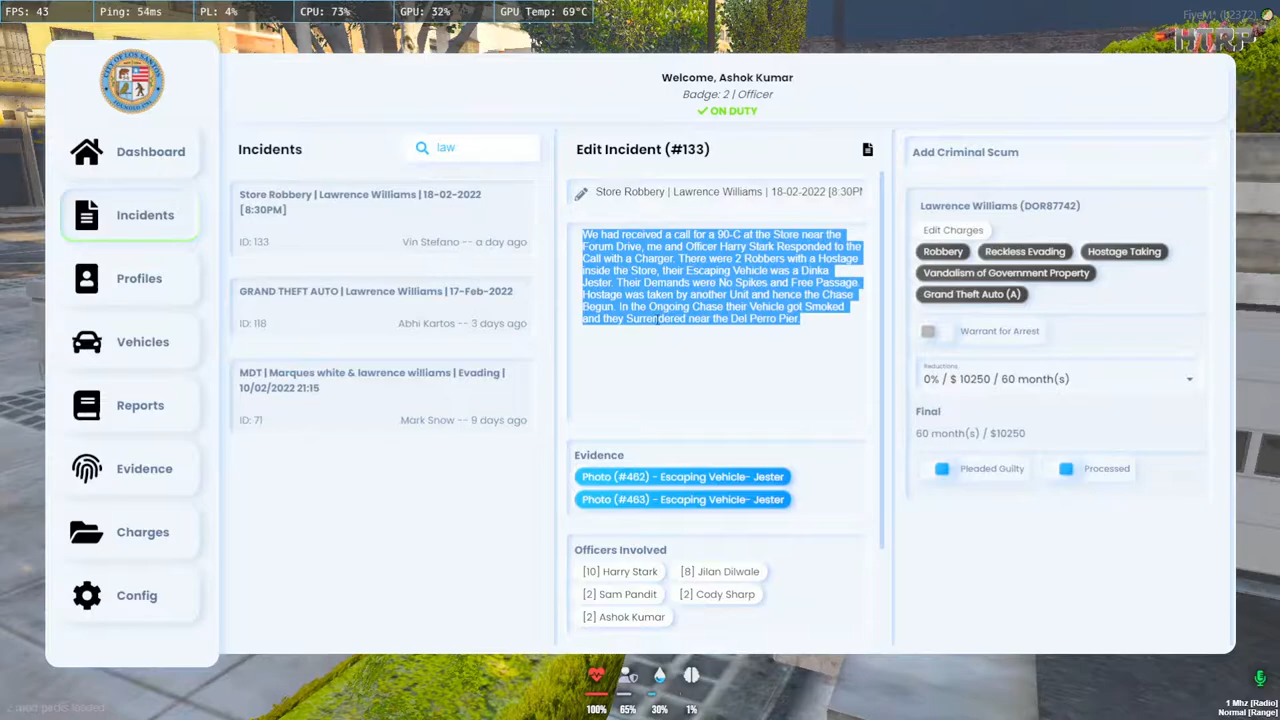 FPS: 43
Ping: 54ms
PL: 4%
CPU: 73%
GPU: 32%
GPU Temp: 69°C
Welcome, Ashok Kumar
Badge: 2 | Officer
ON DUTY
Dashboard
Incidents
Profiles
Vehicles
Reports
Evidence
Charges
Config
Incidents
law
Store Robbery | Lawrence Williams | 18-02-2022
[8:30PM]
ID: 133
Vin Stefano -- a day ago
GRAND THEFT AUTO | Lawrence Williams | 17-Feb-2022
ID: 118
Abhi Kartos -- 3 days ago
MDT | Marques white & lawrence williams | Evading |
10/02/2022 21:15
ID: 71
Mark Snow -- 9 days ago
Edit Incident (#133)
Store Robbery | Lawrence Williams | 18-02-2022 [8:30PM
We had received a call for a 90-C at the Store near the
Forum Drive, me and Officer Harry Stark Responded to the
Call with a Charger. There were 2 Robbers with a Hostage
inside the Store, their Escaping Vehicle was a Dinka
Jester. Their Demands were No Spikes and Free Passage.
Hostage was taken by another Unit and hence the Chase
Begun. In the Ongoing Chase their Vehicle got Smoked
and they Surrendered near the Del Perro Pier.
Evidence
Photo (#462) - Escaping Vehicle- Jester
Photo (#463) - Escaping Vehicle- Jester
Officers Involved
[10] Harry Stark
[8] Jilan Dilwale
[2] Sam Pandit
[2] Cody Sharp
[2] Ashok Kumar
Add Criminal Scum
Lawrence Williams (DOR87742)
Edit Charges
Robbery
Reckless Evading
Hostage Taking
Vandalism of Government Property
Grand Theft Auto (A)
Warrant for Arrest
Reductions
0% / $ 10250 / 60 month(s)
Final
60 month(s) / $10250
Pleaded Guilty
Processed
100%
65%
30%
1%
1 Mhz [Radio]
Normal [Range]